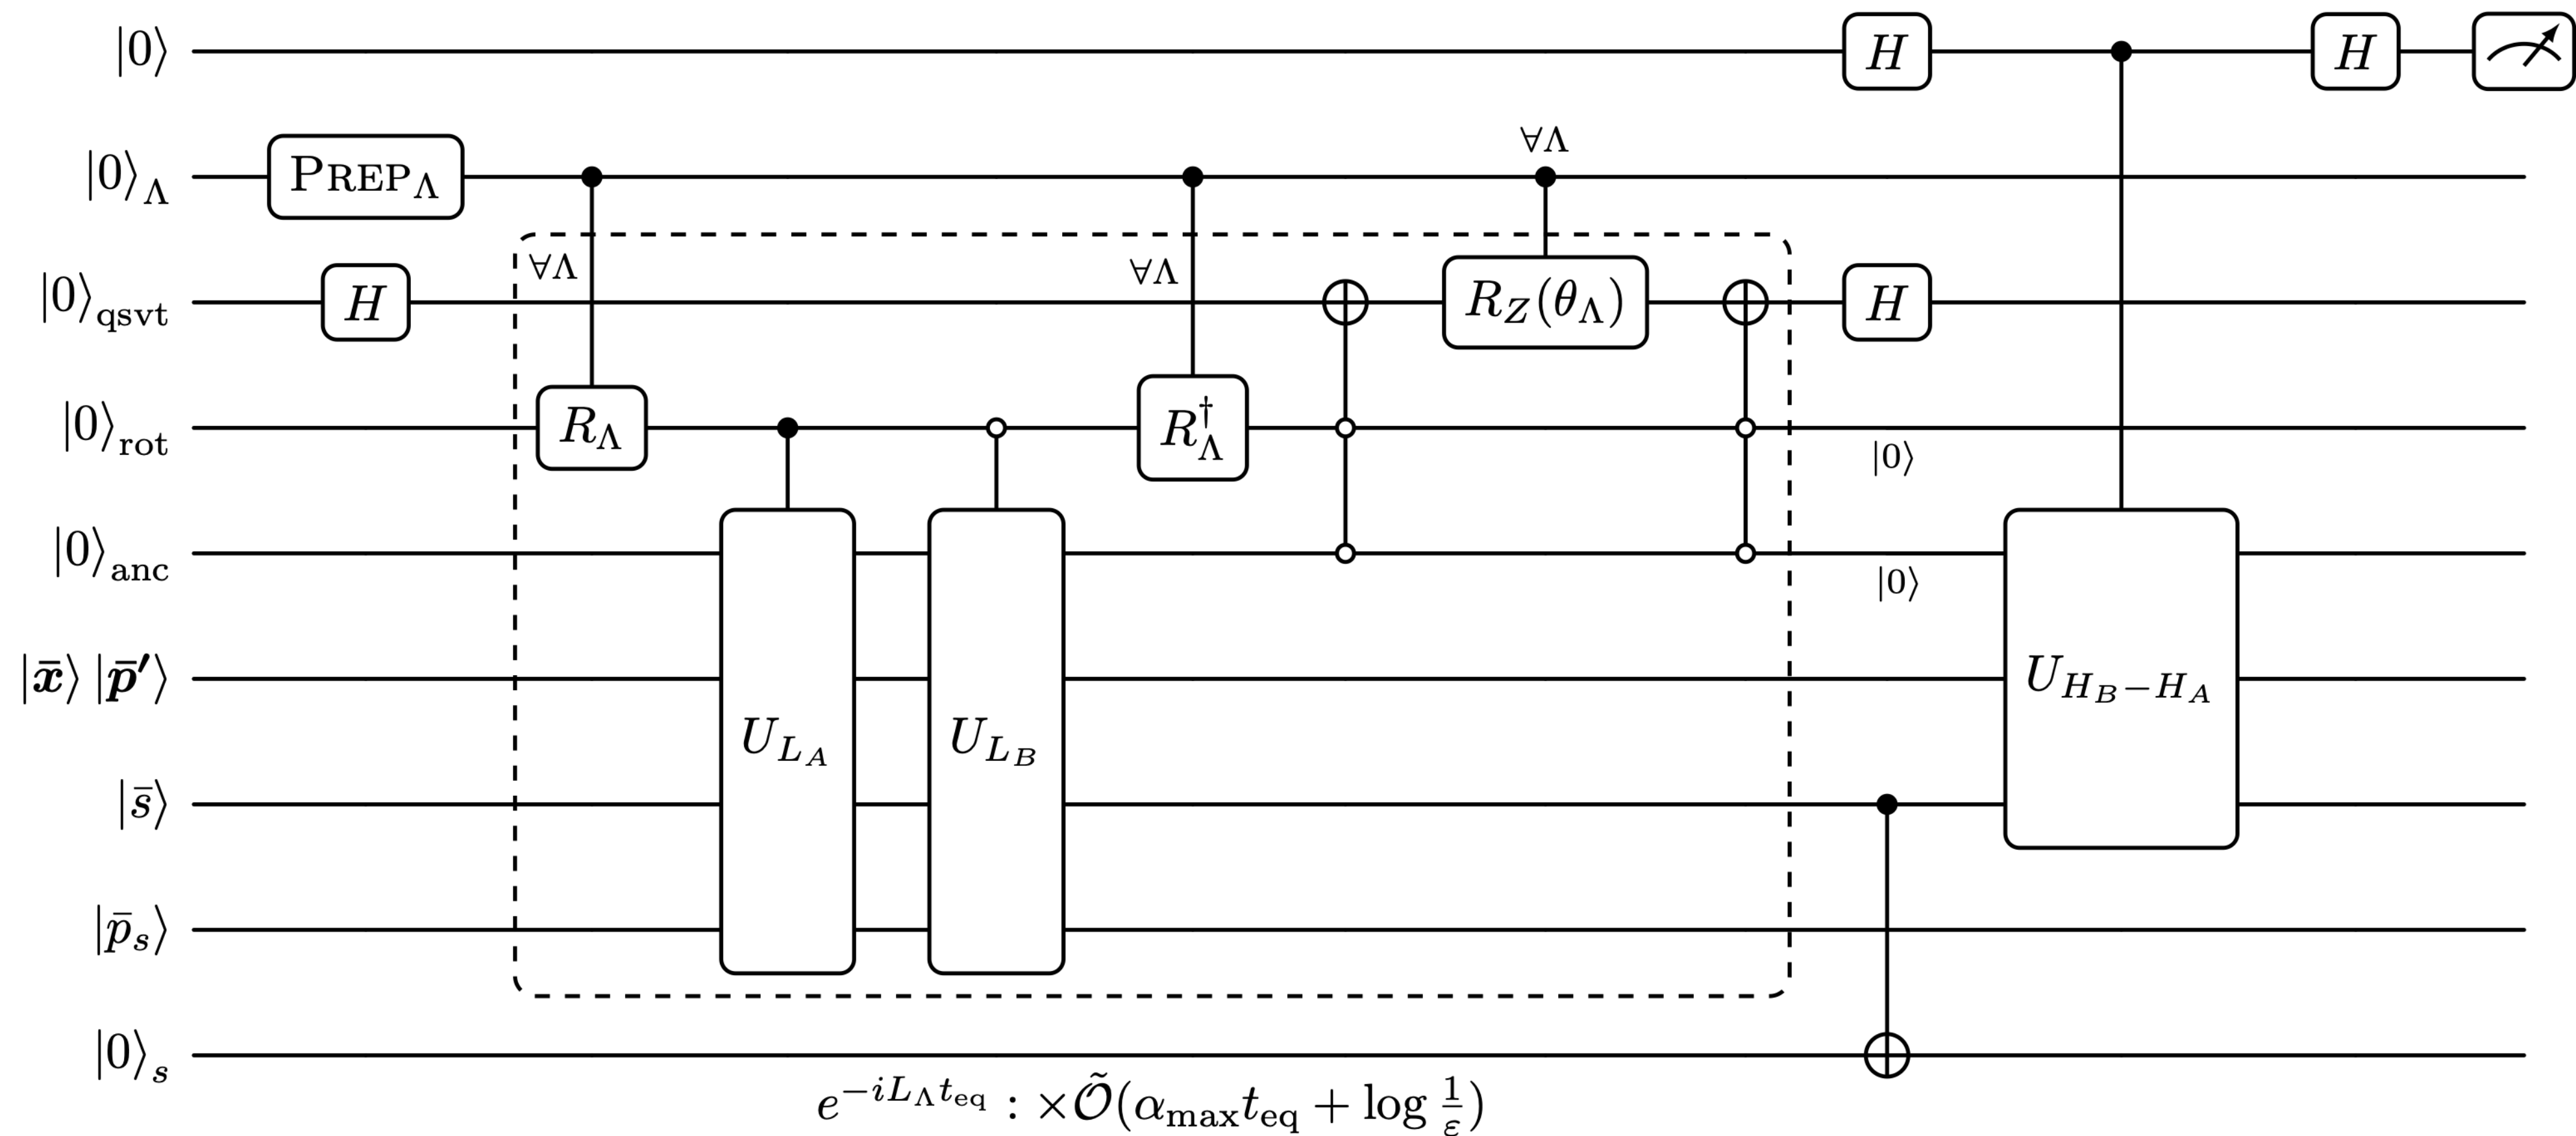 |0⟩ H H
|0⟩_Λ PREP_Λ ∀Λ
|0⟩_qsvt H ∀Λ ∀Λ R_Z(θ_Λ) H
|0⟩_rot R_Λ R_Λ^† |0⟩
|0⟩_anc |0⟩
|x̄⟩ |p̄′⟩ U_{L_A} U_{L_B} U_{H_B−H_A}
|s̄⟩
|p̄_s⟩
|0⟩_s
e^{−iL_Λ t_eq} : ×Õ(α_max t_eq + log 1/ε)